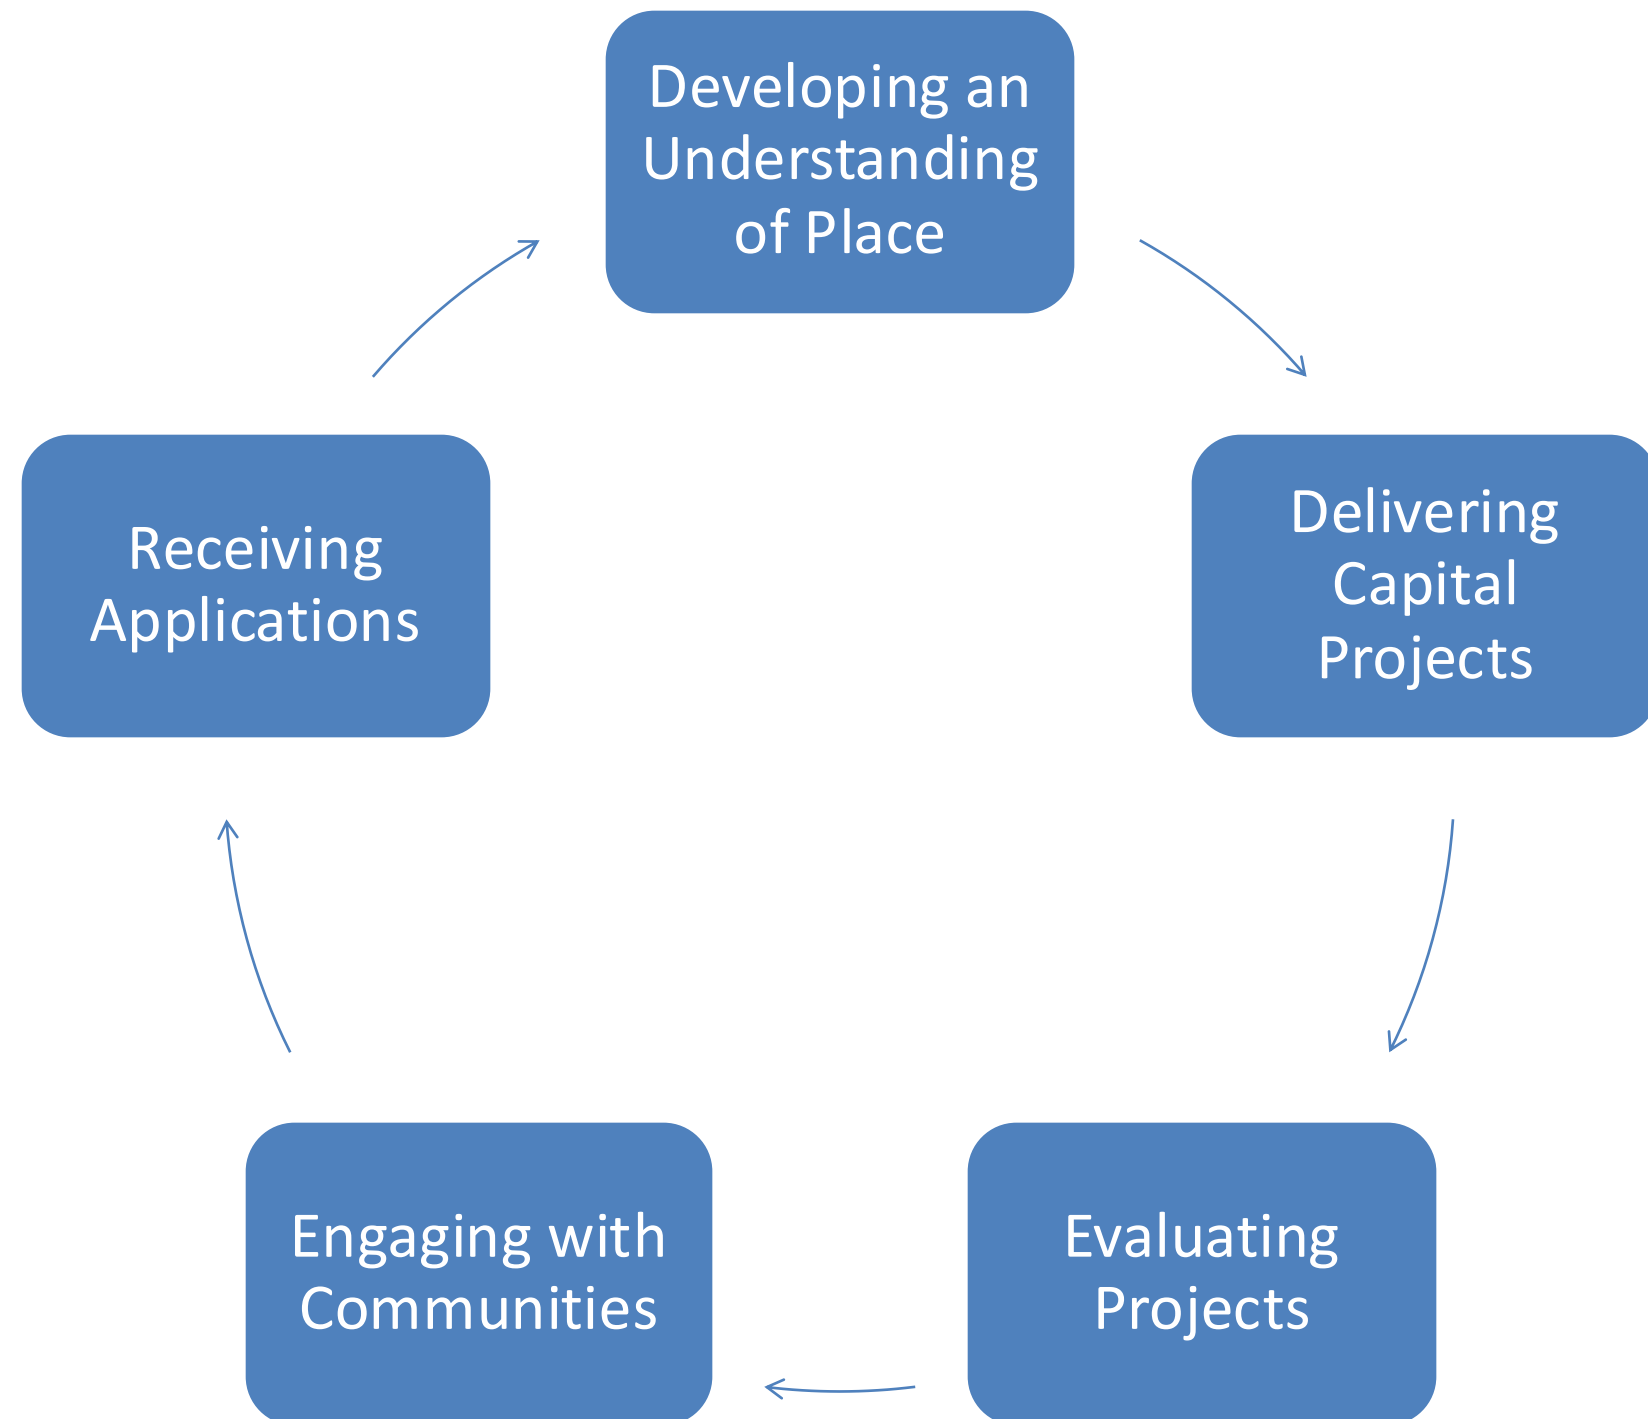 Developing an
Understanding
of Place
Delivering
Capital
Projects
Evaluating
Projects
Engaging with
Communities
Receiving
Applications